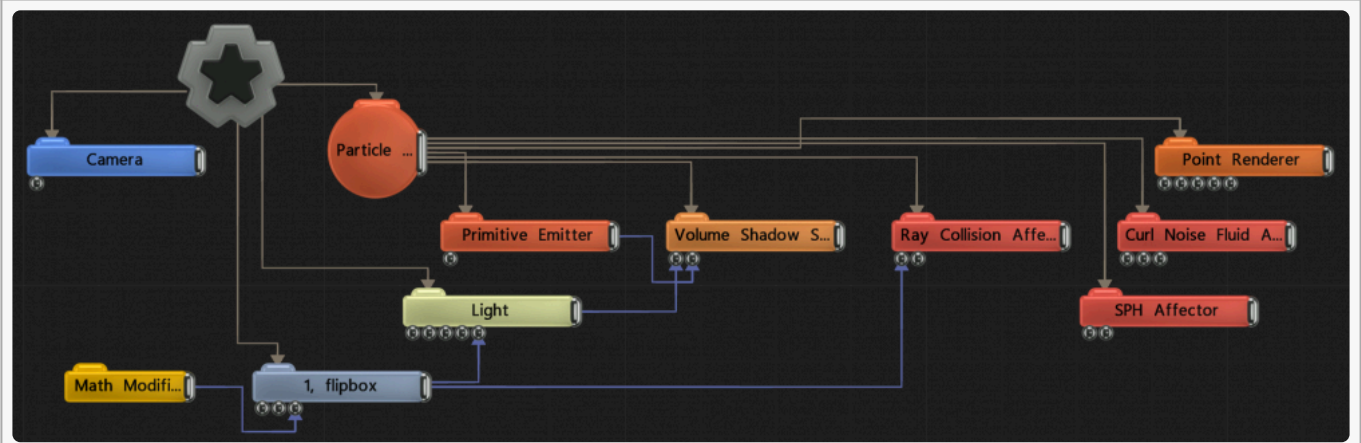 Camera
Particle ...
Point Renderer
Primitive Emitter
Volume Shadow S...
Ray Collision Affe...
Curl Noise Fluid A...
Light
SPH Affector
Math Modifi...
1, flipbox